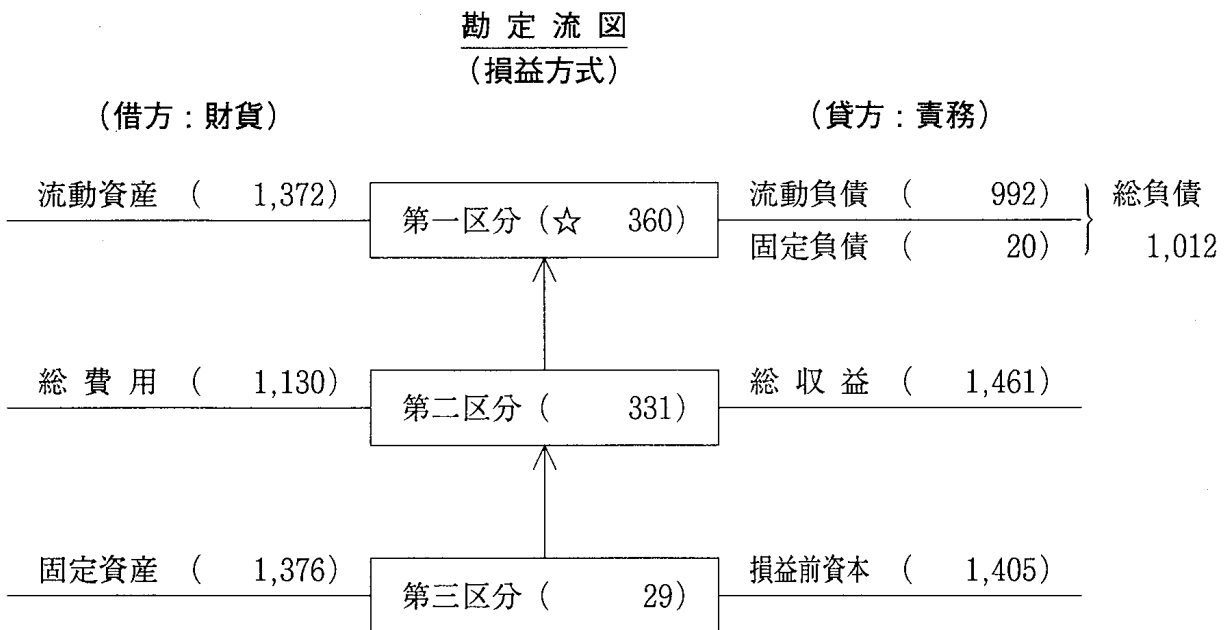 勘定流図
(損益方式)
(借方：財貨) (貸方：責務)
流動資産 ( 1,372) 第一区分 (☆ 360) 流動負債 ( 992) 総負債
固定負債 ( 20) 1,012
総費用 ( 1,130) 第二区分 ( 331) 総収益 ( 1,461)
固定資産 ( 1,376) 第三区分 ( 29) 損益前資本 ( 1,405)